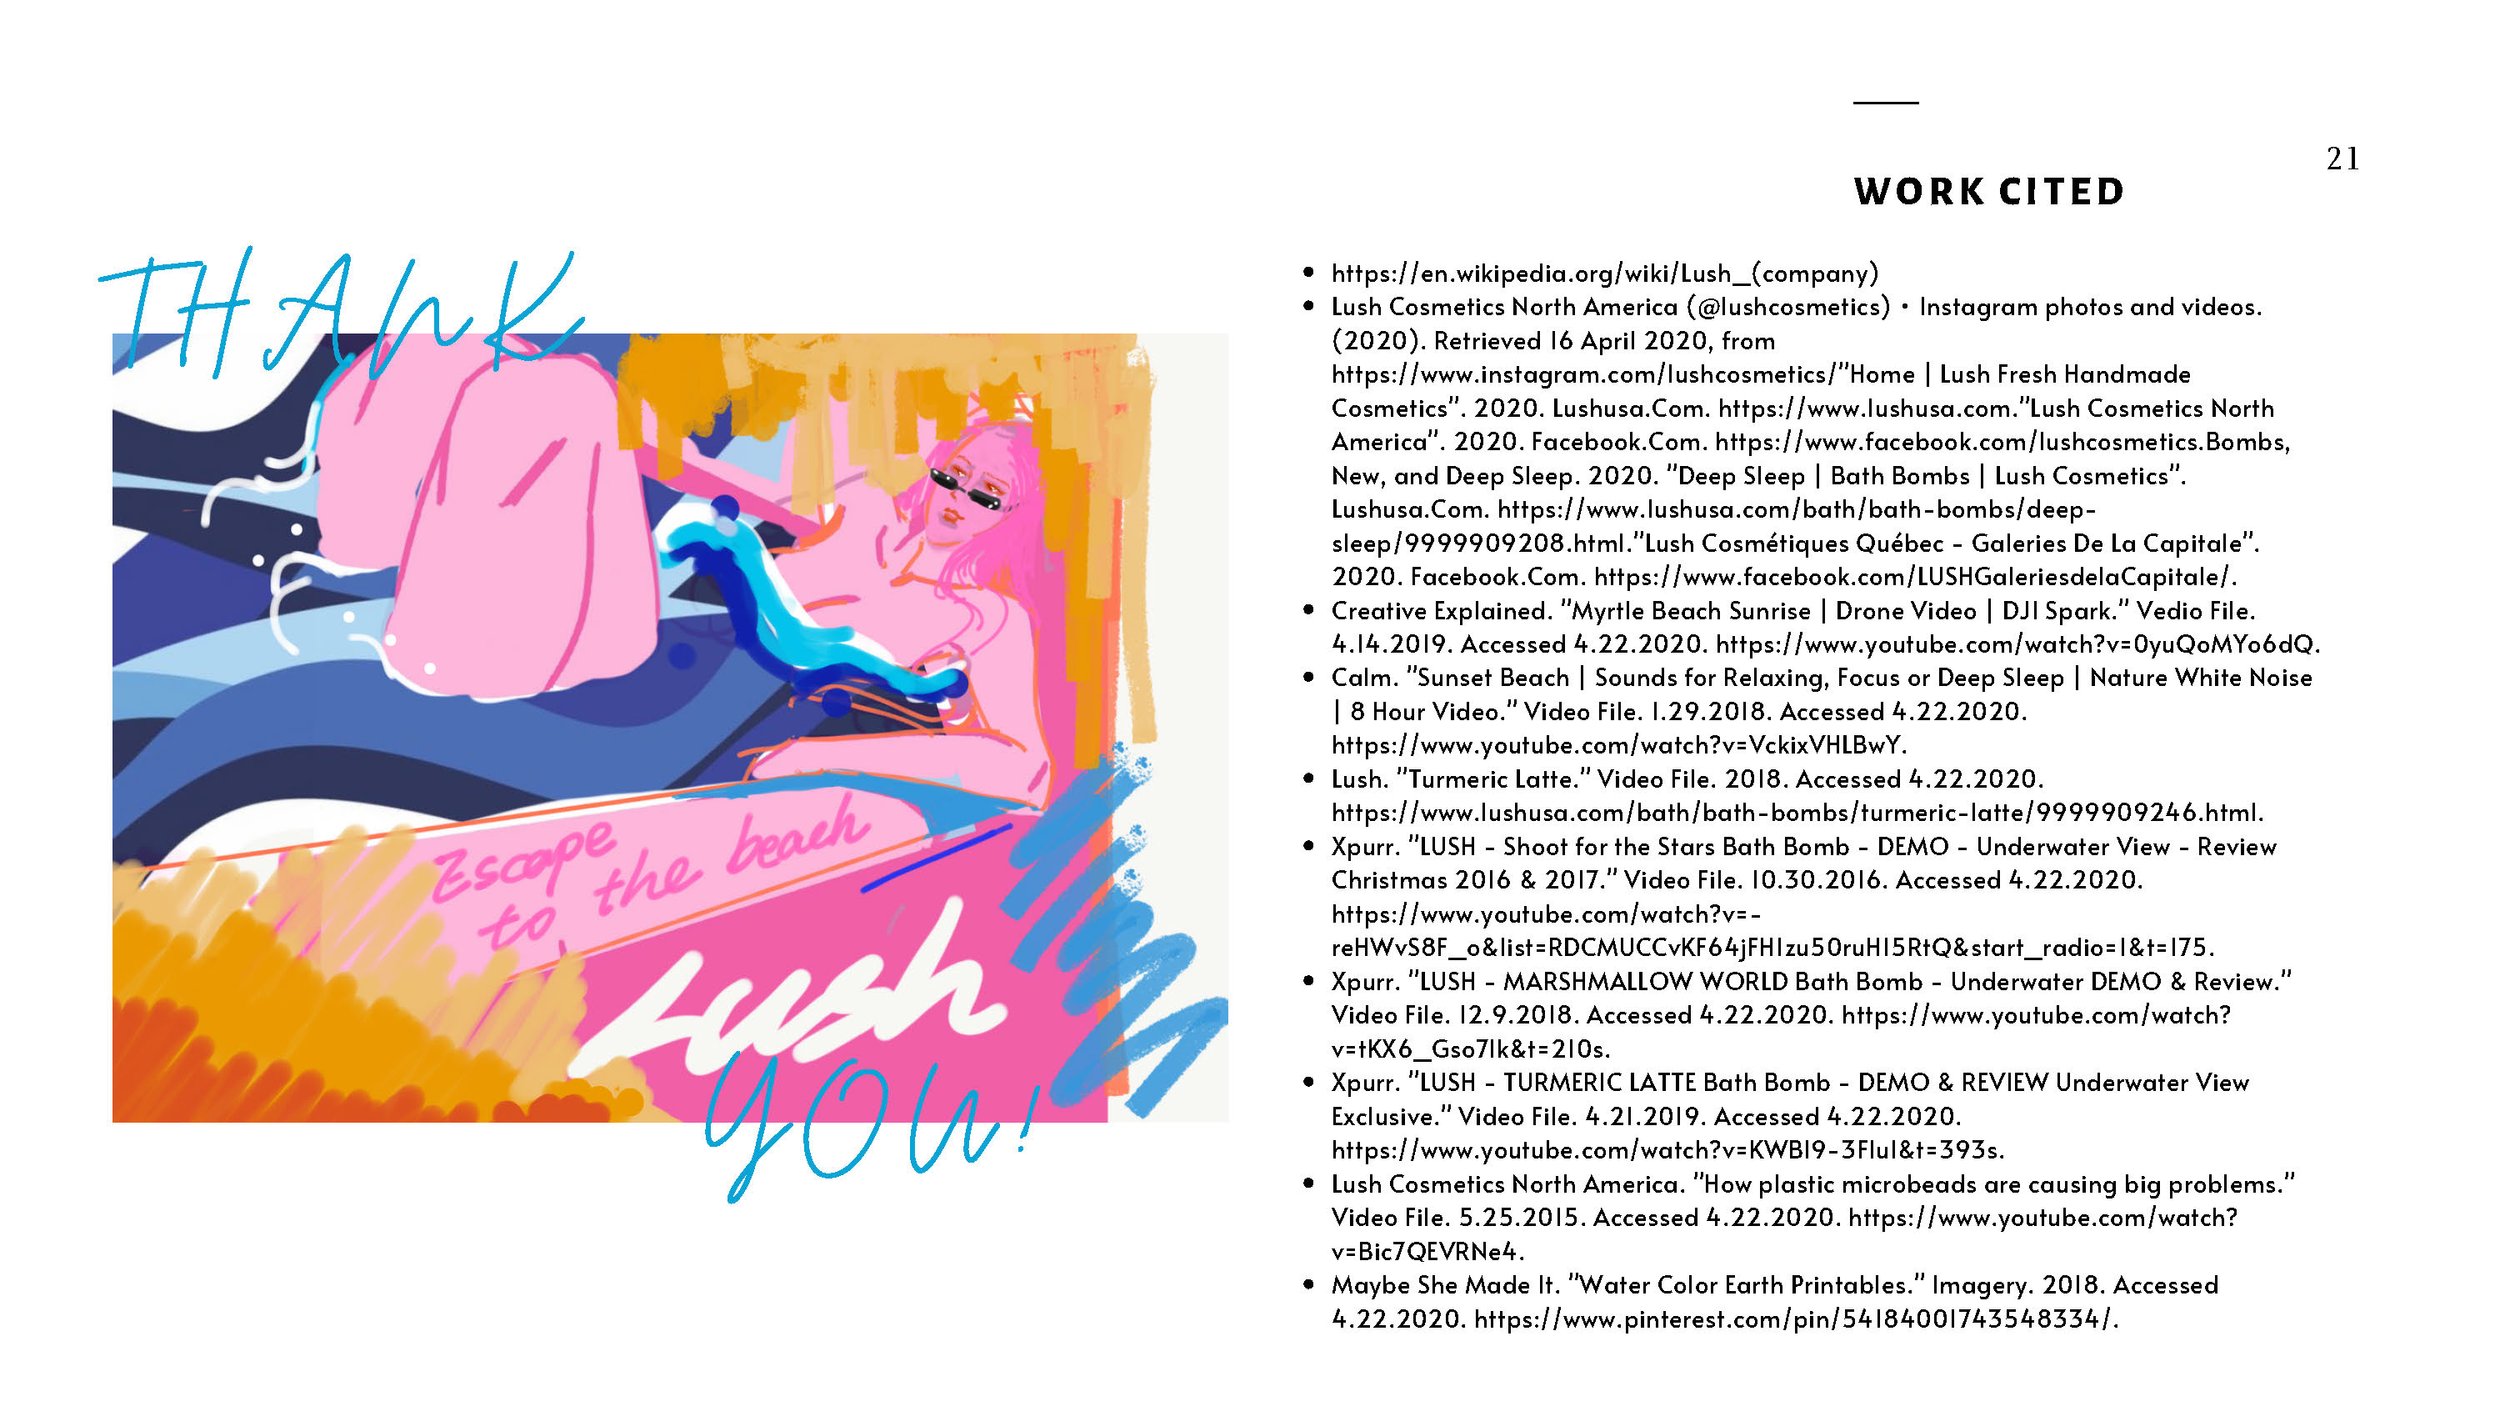 THANK
Escape
to the beach
Lush
YOU!
21
WORK CITED
• https://en.wikipedia.org/wiki/Lush_(company)
• Lush Cosmetics North America (@lushcosmetics) • Instagram photos and videos.
(2020). Retrieved 16 April 2020, from
https://www.instagram.com/lushcosmetics/"Home | Lush Fresh Handmade
Cosmetics". 2020. Lushusa.Com. https://www.lushusa.com."Lush Cosmetics North
America". 2020. Facebook.Com. https://www.facebook.com/lushcosmetics.Bombs,
New, and Deep Sleep. 2020. "Deep Sleep | Bath Bombs | Lush Cosmetics".
Lushusa.Com. https://www.lushusa.com/bath/bath-bombs/deep-
sleep/9999909208.html."Lush Cosmétiques Québec - Galeries De La Capitale".
2020. Facebook.Com. https://www.facebook.com/LUSHGaleriesdelaCapitale/.
• Creative Explained. "Myrtle Beach Sunrise | Drone Video | DJI Spark." Vedio File.
4.14.2019. Accessed 4.22.2020. https://www.youtube.com/watch?v=0yuQoMYo6dQ.
• Calm. "Sunset Beach | Sounds for Relaxing, Focus or Deep Sleep | Nature White Noise
| 8 Hour Video." Video File. 1.29.2018. Accessed 4.22.2020.
https://www.youtube.com/watch?v=VckixVHLBwY.
• Lush. "Turmeric Latte." Video File. 2018. Accessed 4.22.2020.
https://www.lushusa.com/bath/bath-bombs/turmeric-latte/9999909246.html.
• Xpurr. "LUSH - Shoot for the Stars Bath Bomb - DEMO - Underwater View - Review
Christmas 2016 & 2017." Video File. 10.30.2016. Accessed 4.22.2020.
https://www.youtube.com/watch?v=-
reHWvS8F_o&list=RDCMUCCvKF64jFH1zu50ruH15RtQ&start_radio=1&t=175.
• Xpurr. "LUSH - MARSHMALLOW WORLD Bath Bomb - Underwater DEMO & Review."
Video File. 12.9.2018. Accessed 4.22.2020. https://www.youtube.com/watch?
v=tKX6_Gso7lk&t=210s.
• Xpurr. "LUSH - TURMERIC LATTE Bath Bomb - DEMO & REVIEW Underwater View
Exclusive." Video File. 4.21.2019. Accessed 4.22.2020.
https://www.youtube.com/watch?v=KWB19-3FIuI&t=393s.
• Lush Cosmetics North America. "How plastic microbeads are causing big problems."
Video File. 5.25.2015. Accessed 4.22.2020. https://www.youtube.com/watch?
v=Bic7QEVRNe4.
• Maybe She Made It. "Water Color Earth Printables." Imagery. 2018. Accessed
4.22.2020. https://www.pinterest.com/pin/54184001743548334/.